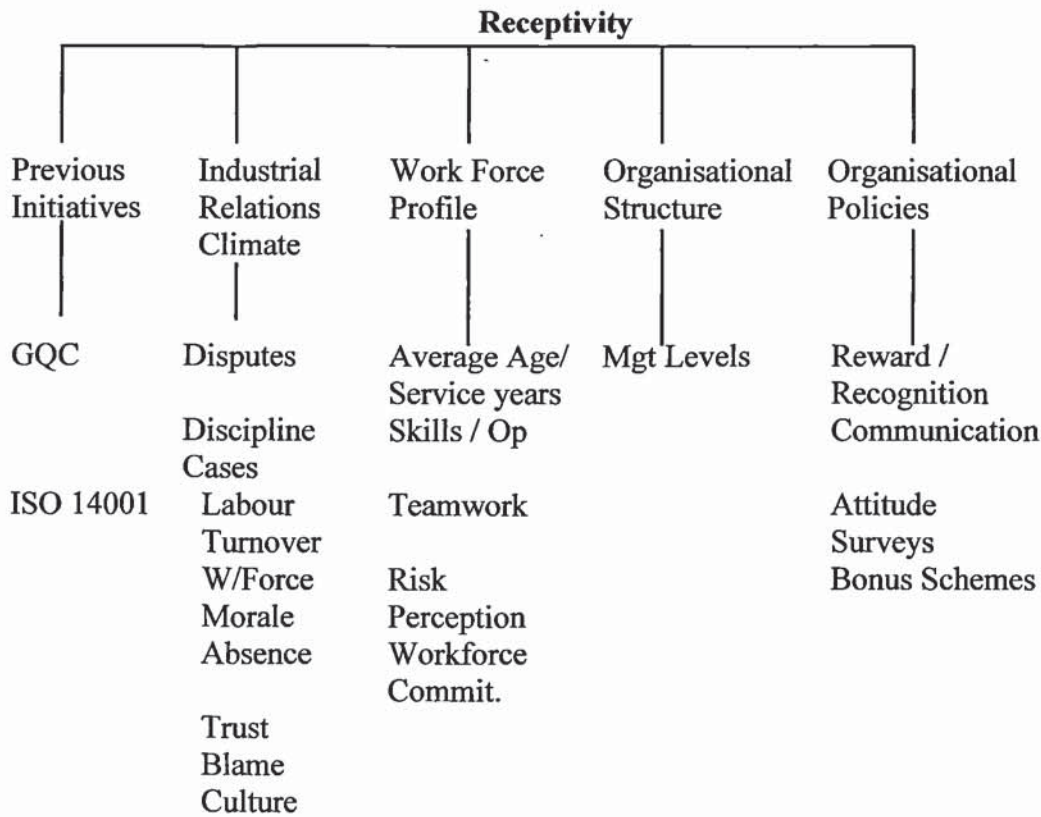 Receptivity
Previous
Initiatives
Industrial
Relations
Climate
Work Force
Profile
Organisational
Structure
Organisational
Policies
GQC
ISO 14001
Disputes
Discipline
Cases
Labour
Turnover
W/Force
Morale
Absence
Trust
Blame
Culture
Average Age/
Service years
Skills / Op
Teamwork
Risk
Perception
Workforce
Commit.
Mgt Levels
Reward /
Recognition
Communication
Attitude
Surveys
Bonus Schemes